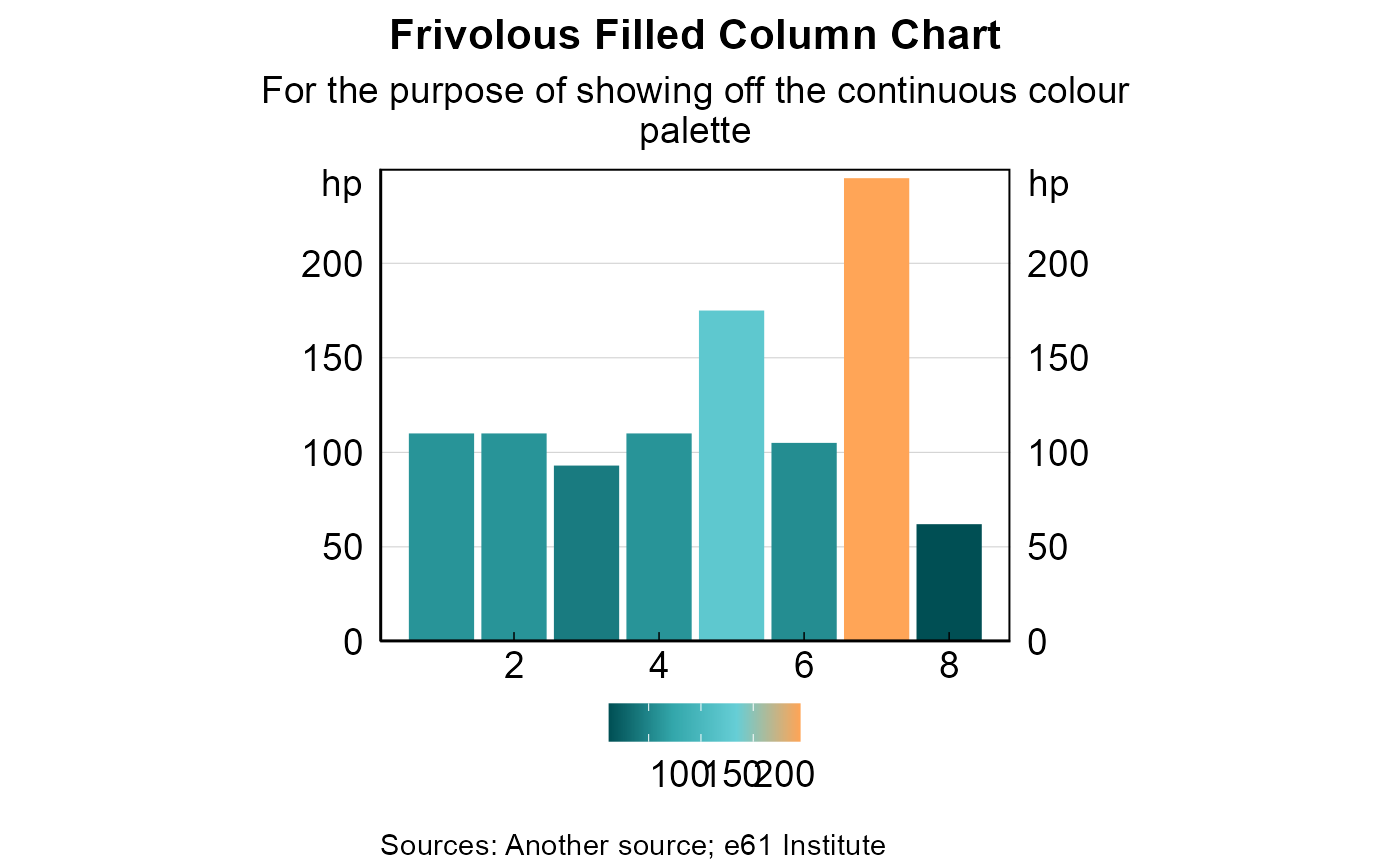 Frivolous Filled Column Chart
For the purpose of showing off the continuous colour
palette
hp hp
200 200
150 150
100 100
50 50
0 0
2 4 6 8
100 150 200
Sources: Another source; e61 Institute